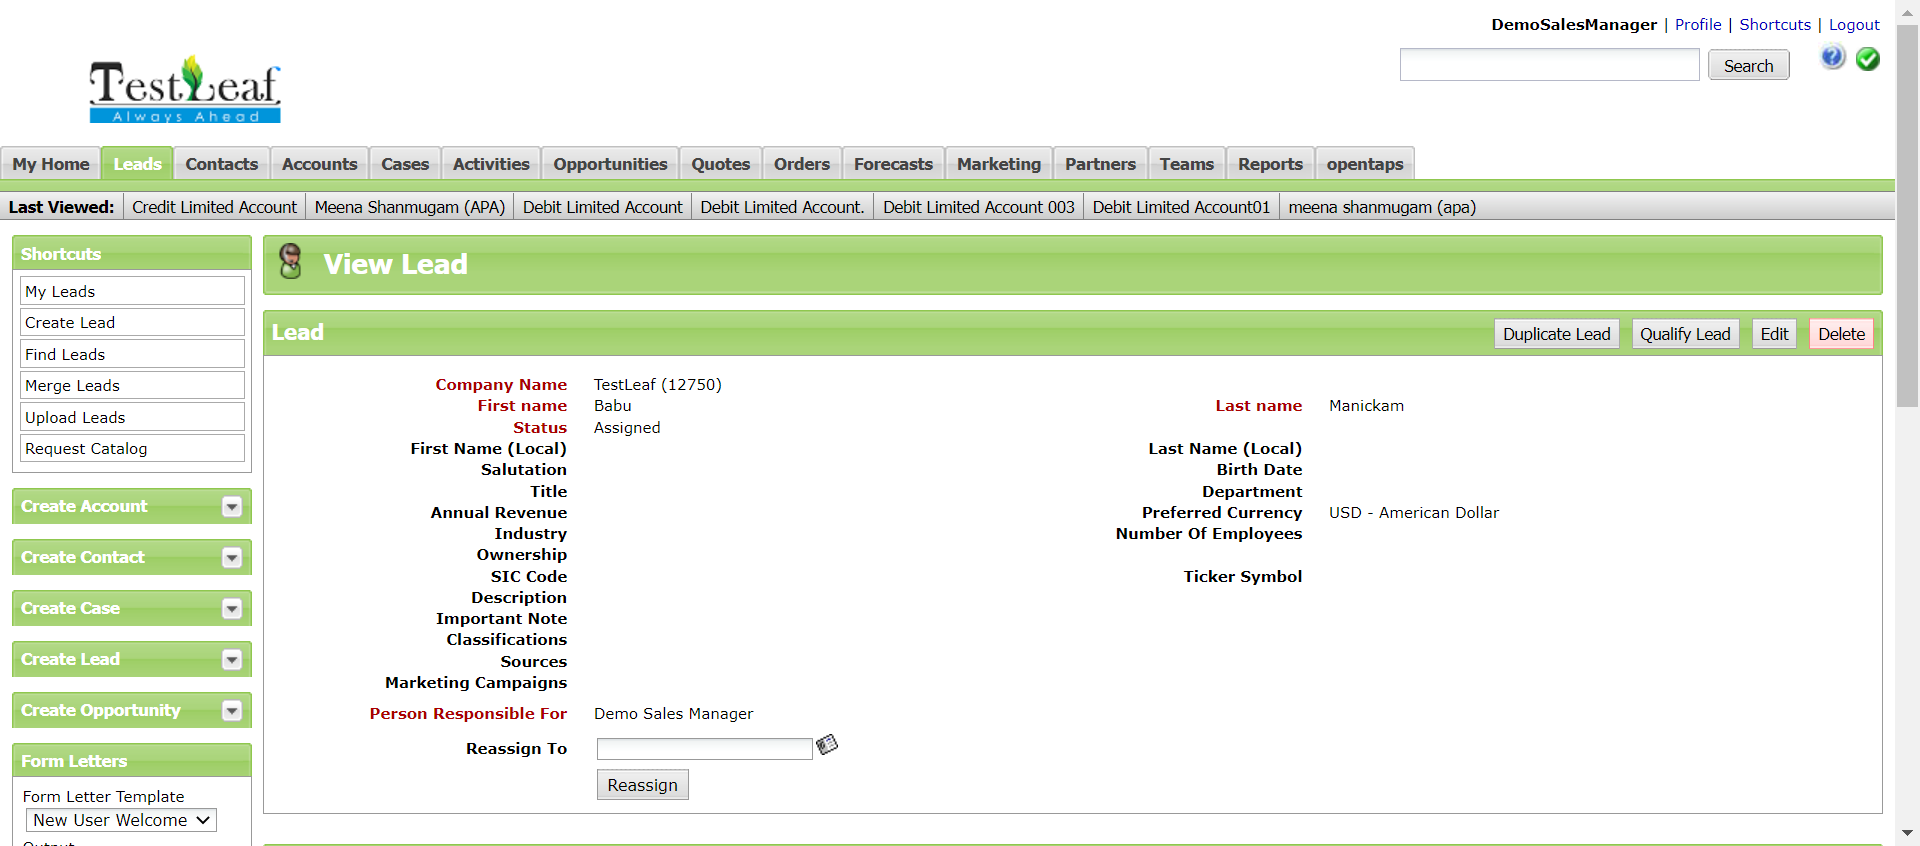 DemoSalesManager | Profile | Shortcuts | Logout
Search
TestLeaf
Always Ahead
My Home Leads Contacts Accounts Cases Activities Opportunities Quotes Orders Forecasts Marketing Partners Teams Reports opentaps
Last Viewed: Credit Limited Account Meena Shanmugam (APA) Debit Limited Account Debit Limited Account. Debit Limited Account 003 Debit Limited Account01 meena shanmugam (apa)
Shortcuts
My Leads
Create Lead
Find Leads
Merge Leads
Upload Leads
Request Catalog
Create Account
Create Contact
Create Case
Create Lead
Create Opportunity
Form Letters
Form Letter Template
New User Welcome
Output
View Lead
Lead Duplicate Lead Qualify Lead Edit Delete
Company Name TestLeaf (12750)
First name Babu Last name Manickam
Status Assigned
First Name (Local) Last Name (Local)
Salutation Birth Date
Title Department
Annual Revenue Preferred Currency USD - American Dollar
Industry Number Of Employees
Ownership
SIC Code Ticker Symbol
Description
Important Note
Classifications
Sources
Marketing Campaigns
Person Responsible For Demo Sales Manager
Reassign To
Reassign